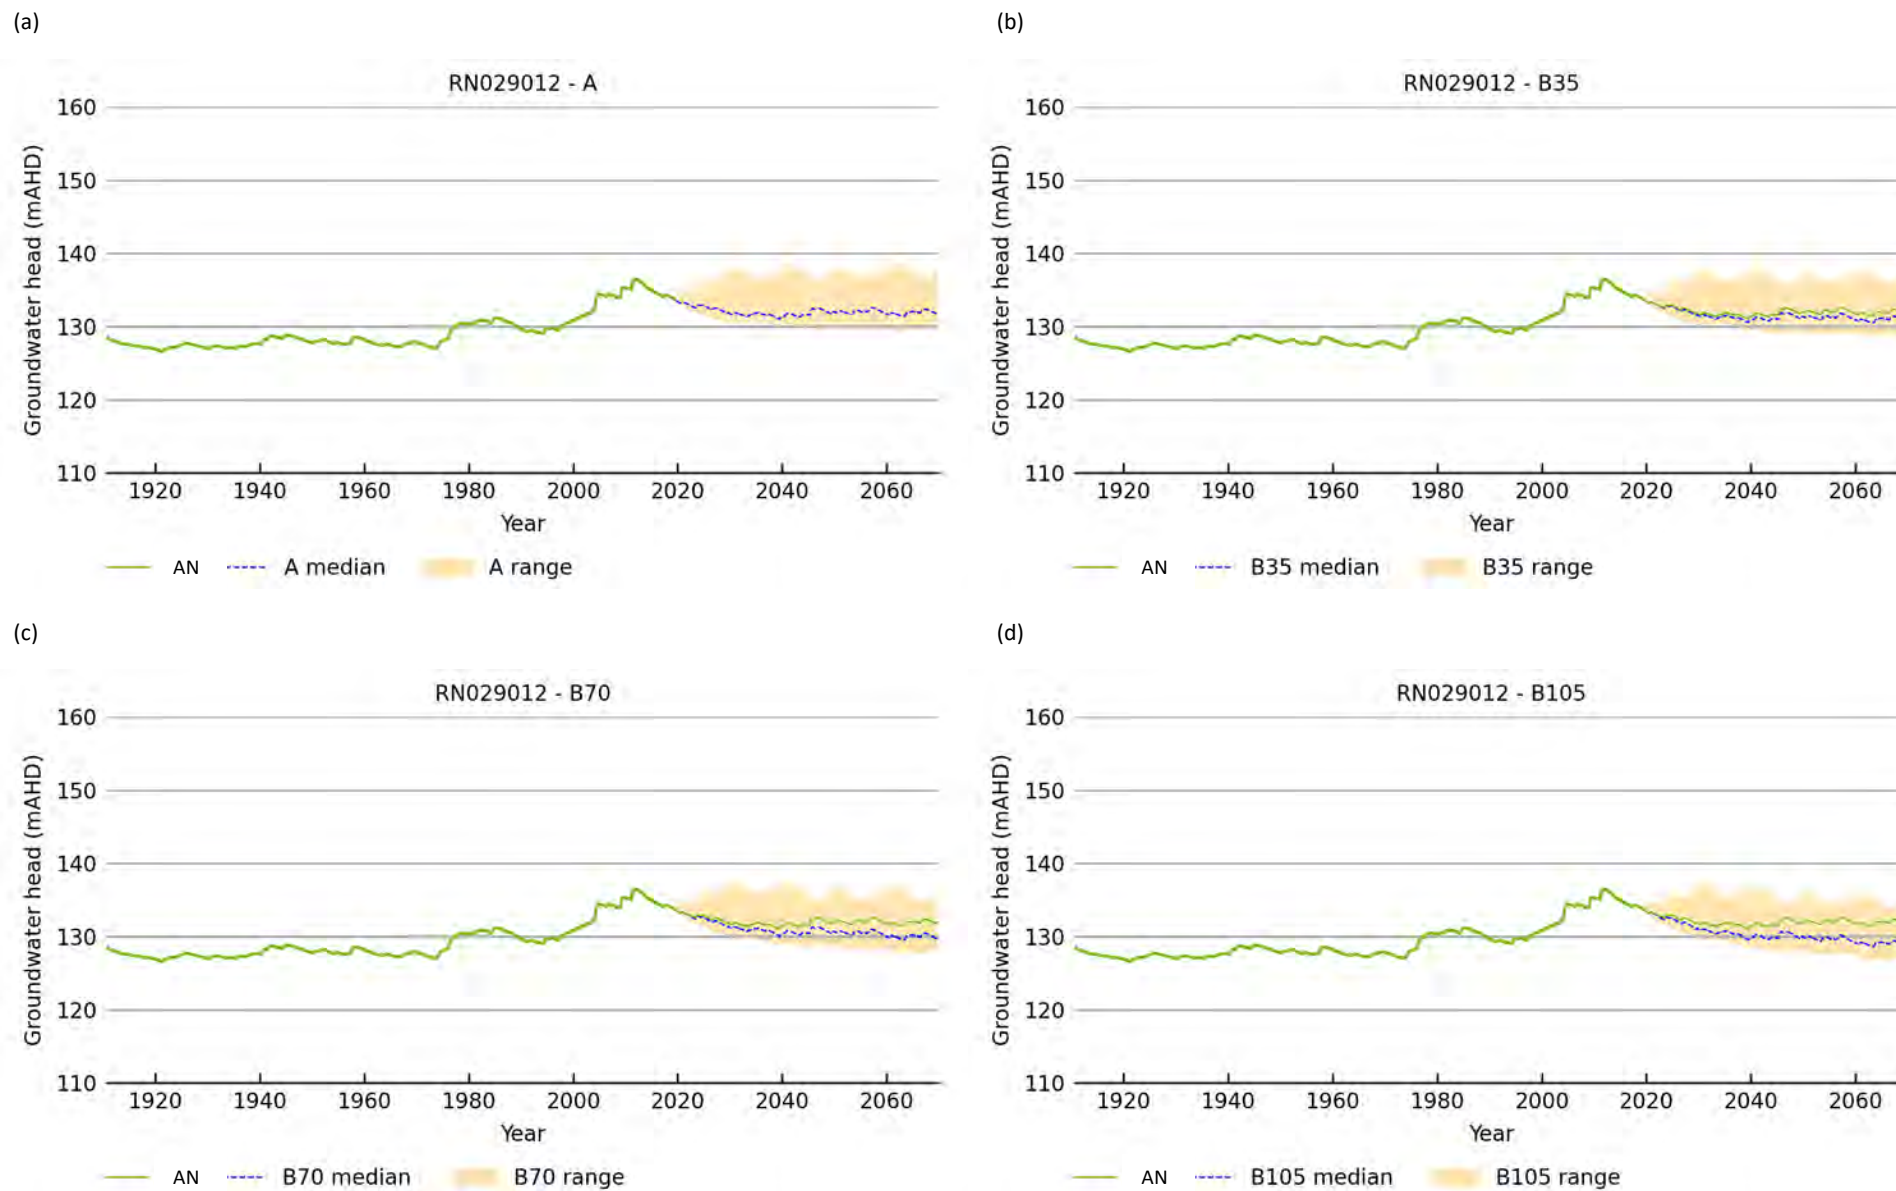 (a)
RN029012 - A
160
150
140
130
120
110
Groundwater head (mAHD)
1920 1940 1960 1980 2000 2020 2040 2060
Year
AN A median A range
(b)
RN029012 - B35
160
150
140
130
120
110
Groundwater head (mAHD)
1920 1940 1960 1980 2000 2020 2040 2060
Year
AN B35 median B35 range
(c)
RN029012 - B70
160
150
140
130
120
110
Groundwater head (mAHD)
1920 1940 1960 1980 2000 2020 2040 2060
Year
AN B70 median B70 range
(d)
RN029012 - B105
160
150
140
130
120
110
Groundwater head (mAHD)
1920 1940 1960 1980 2000 2020 2040 2060
Year
AN B105 median B105 range